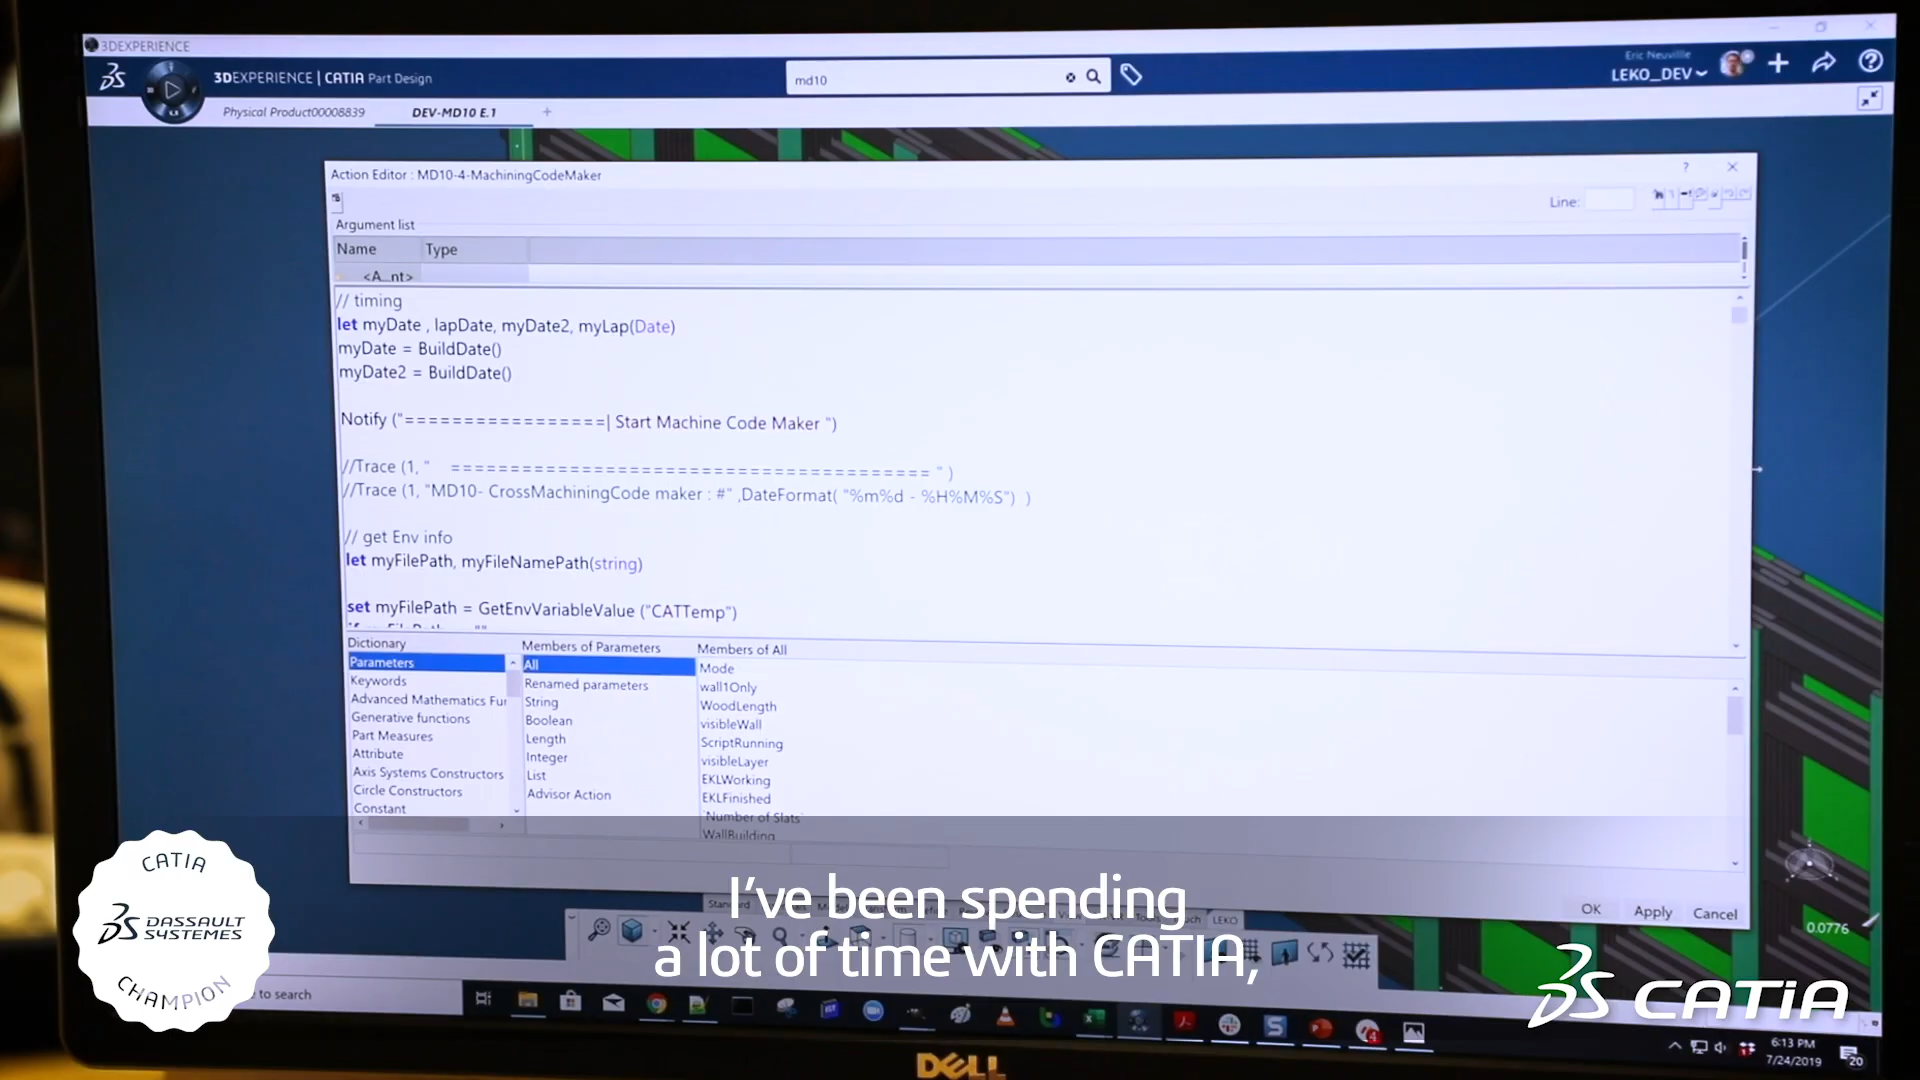 3DEXPERIENCE
3DEXPERIENCE | CATIA Part Design
md10
Eric Neuville
LEKO_DEV
Physical Product00008839
DEV-MD10 E.1
Action Editor : MD10-4-MachiningCodeMaker
Line:
Argument list
Name Type
<A...nt>
// timing
let myDate , lapDate, myDate2, myLap(Date)
myDate = BuildDate()
myDate2 = BuildDate()
Notify ("=================| Start Machine Code Maker ")
//Trace (1, " ======================================== " )
//Trace (1, "MD10- CrossMachiningCode maker : #" ,DateFormat( "%m%d - %H%M%S") )
// get Env info
let myFilePath, myFileNamePath(string)
set myFilePath = GetEnvVariableValue ("CATTemp")
Dictionary
Parameters
Keywords
Advanced Mathematics Fur
Generative functions
Part Measures
Attribute
Axis Systems Constructors
Circle Constructors
Constant
Members of Parameters
All
Renamed parameters
String
Boolean
Length
Integer
List
Advisor Action
Members of All
Mode
wall1Only
WoodLength
visibleWall
ScriptRunning
visibleLayer
EKLWorking
EKLFinished
`Number of Slats`
WallBuilding
OK Apply Cancel
Standard
LEKO
0.0776
I've been spending
a lot of time with CATIA,
CATIA
DASSAULT
SYSTEMES
CHAMPION
e to search
CATIA
6:13 PM
7/24/2019
20
DELL